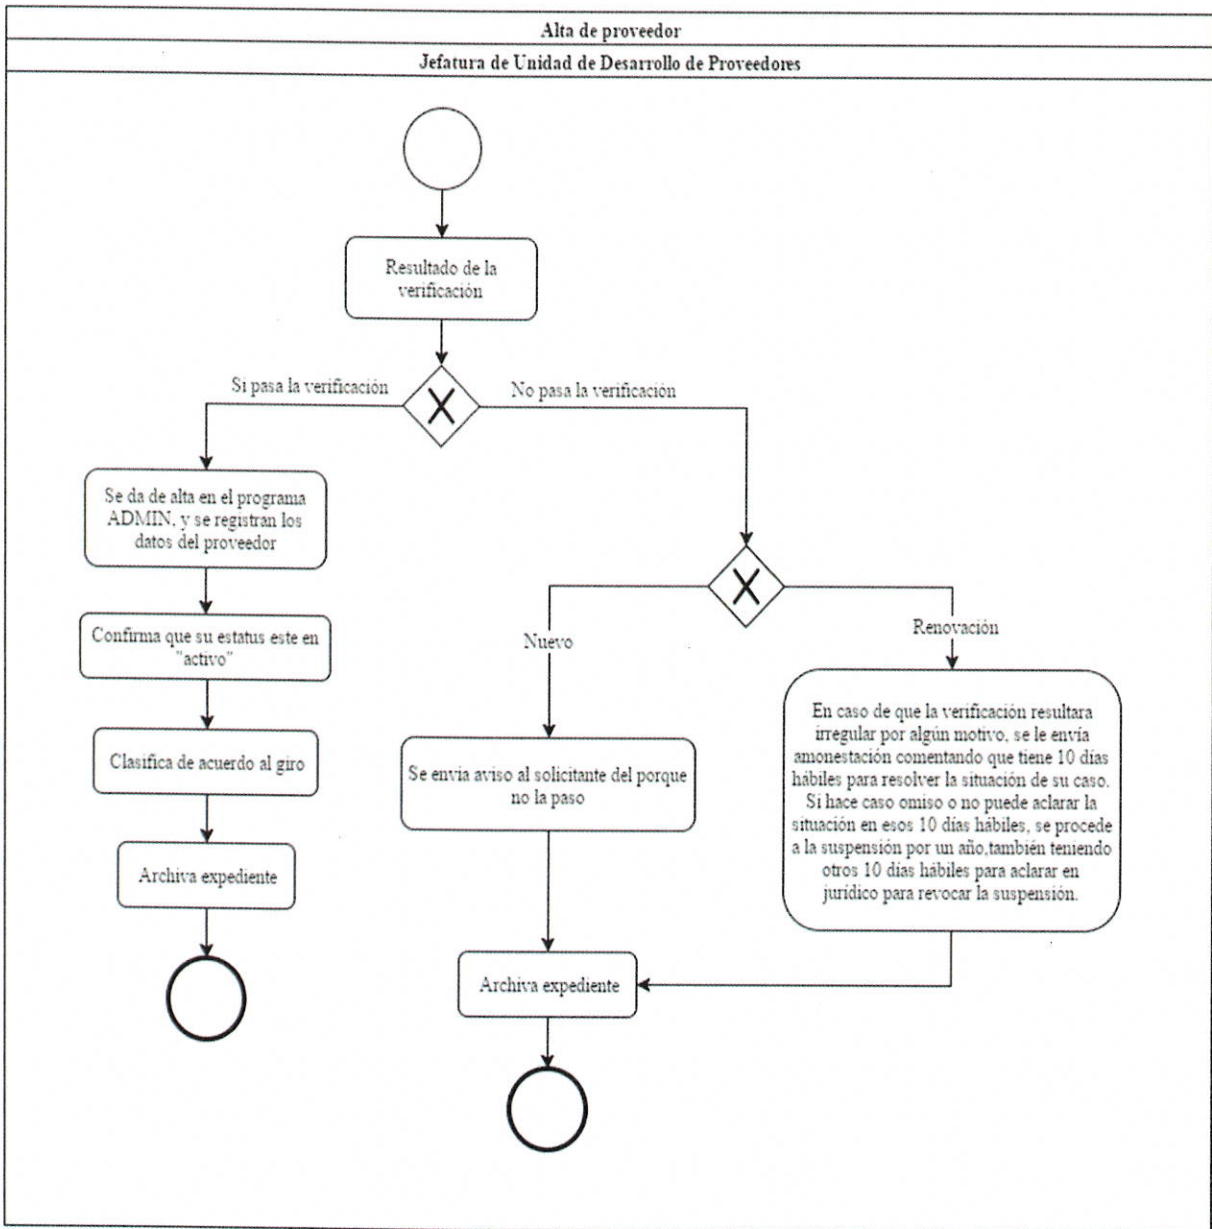 Alta de proveedor
Jefatura de Unidad de Desarrollo de Proveedores
Resultado de la
verificación
Si pasa la verificación
No pasa la verificación
Se da de alta en el programa
ADMIN, y se registran los
datos del proveedor
Confirma que su estatus este en
"activo"
Clasifica de acuerdo al giro
Archiva expediente
Nuevo
Renovación
Se envia aviso al solicitante del porque
no la paso
En caso de que la verificación resultara
irregular por algún motivo, se le envía
amonestación comentando que tiene 10 días
hábiles para resolver la situación de su caso.
Si hace caso omiso o no puede aclarar la
situación en esos 10 días hábiles, se procede
a la suspensión por un año,también teniendo
otros 10 días hábiles para aclarar en
jurídico para revocar la suspensión.
Archiva expediente